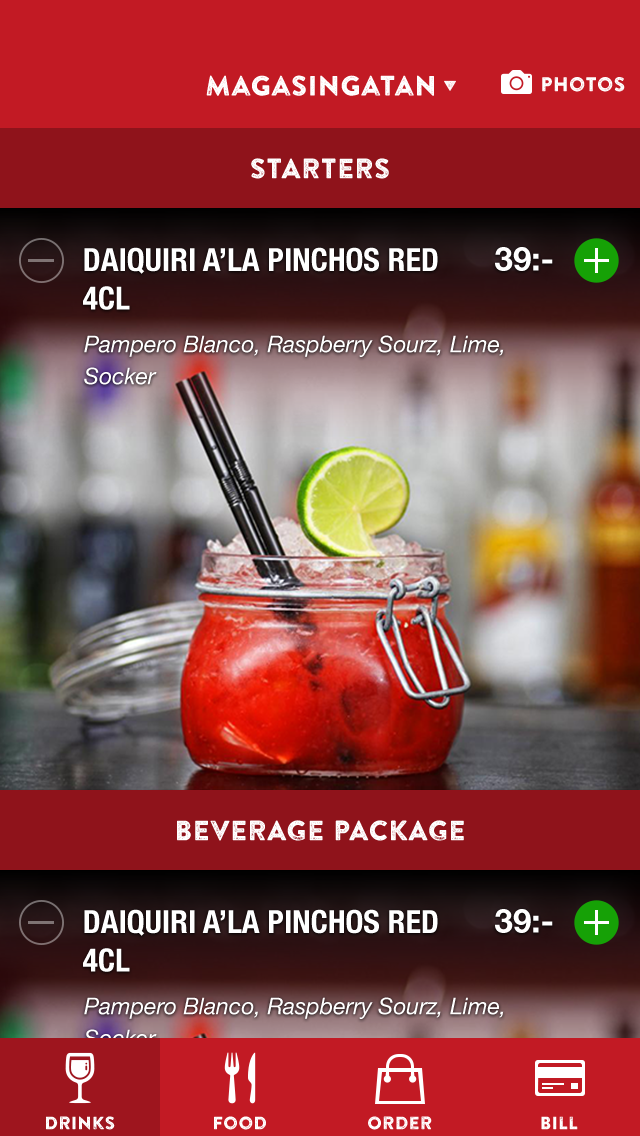 MAGASINGATAN
PHOTOS
STARTERS
DAIQUIRI A’LA PINCHOS RED 39:-
4CL
Pampero Blanco, Raspberry Sourz, Lime,
Socker
BEVERAGE PACKAGE
DAIQUIRI A’LA PINCHOS RED 39:-
4CL
Pampero Blanco, Raspberry Sourz, Lime,
Socker
DRINKS FOOD ORDER BILL